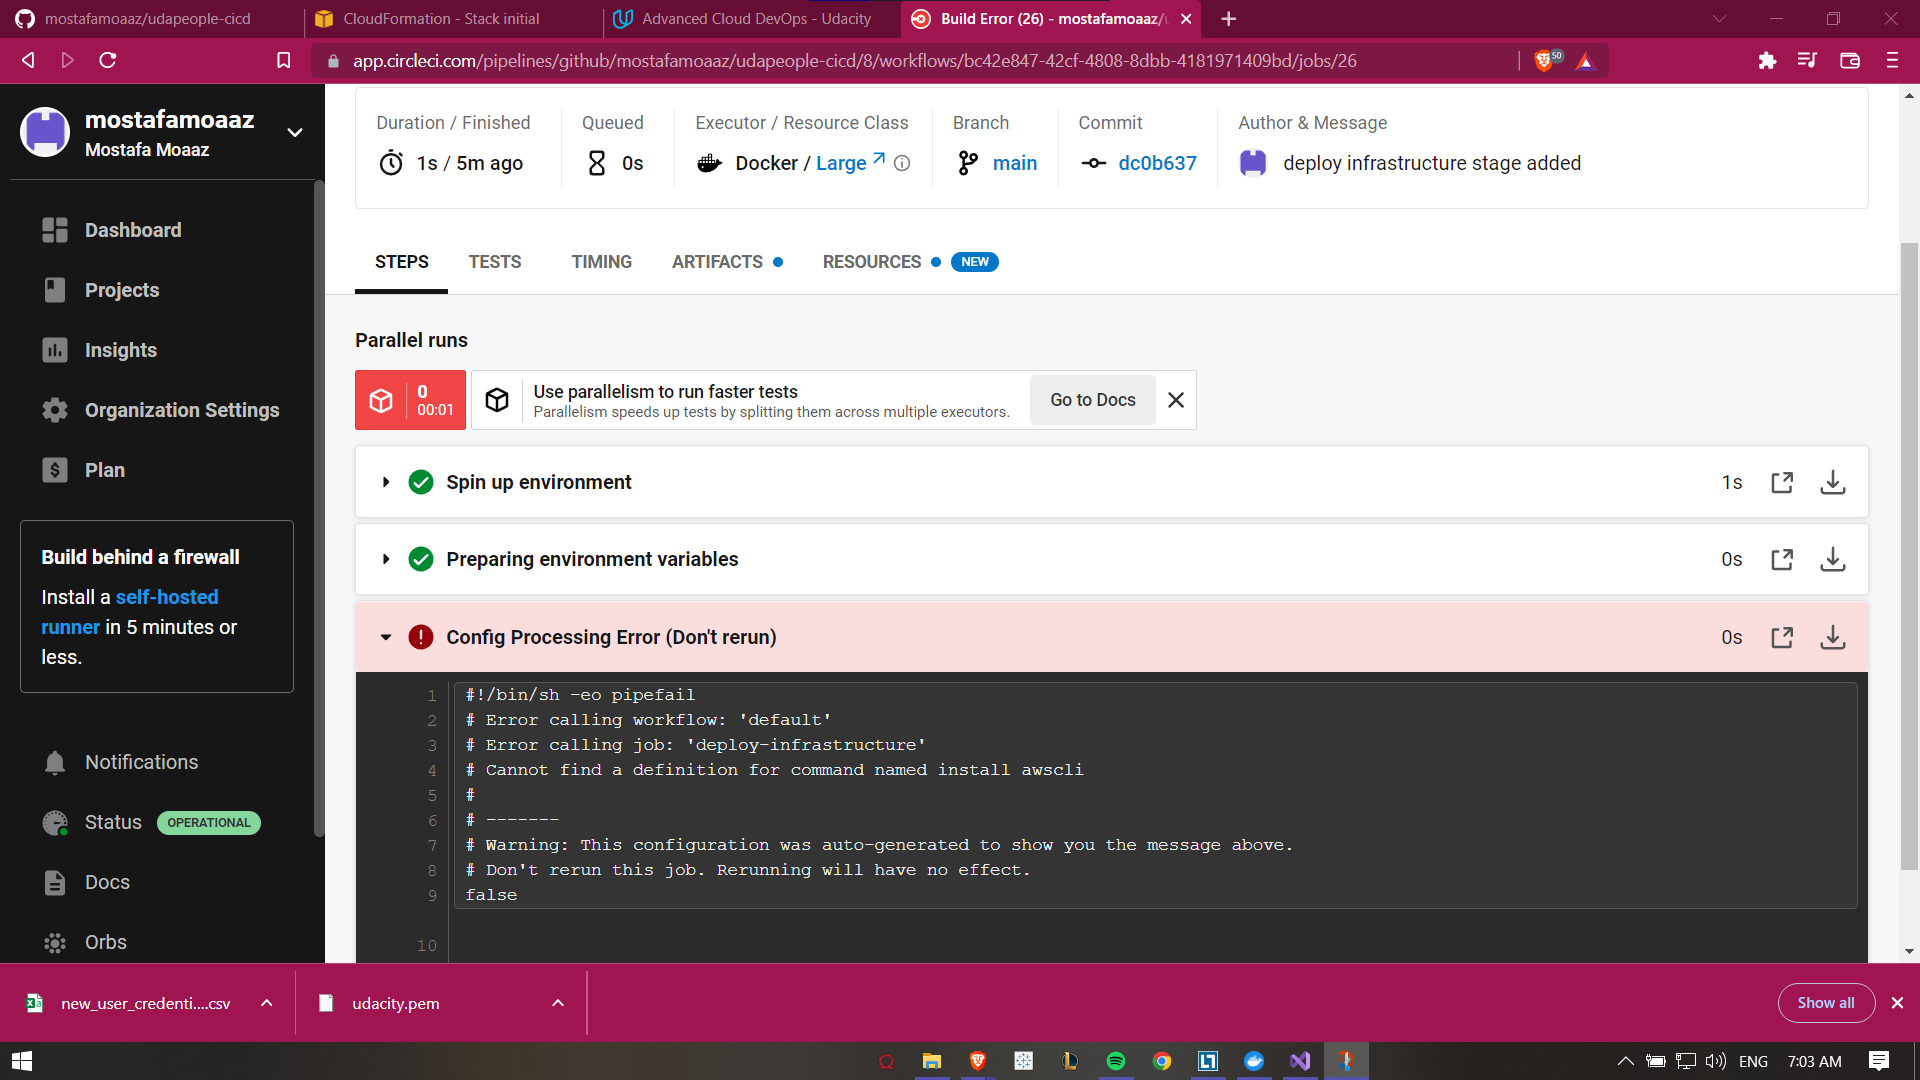 mostafamoaaz/udapeople-cicd
CloudFormation - Stack initial
Advanced Cloud DevOps - Udacity
Build Error (26) - mostafamoaaz/u
app.circleci.com/pipelines/github/mostafamoaaz/udapeople-cicd/8/workflows/bc42e847-42cf-4808-8dbb-4181971409bd/jobs/26
50
mostafamoaaz
Mostafa Moaaz
Dashboard
Projects
Insights
Organization Settings
Plan
Build behind a firewall
Install a self-hosted
runner in 5 minutes or
less.
Notifications
Status OPERATIONAL
Docs
Orbs
Duration / Finished
1s / 5m ago
Queued
0s
Executor / Resource Class
Docker / Large
Branch
main
Commit
dc0b637
Author & Message
deploy infrastructure stage added
STEPS
TESTS
TIMING
ARTIFACTS
RESOURCES
NEW
Parallel runs
0
00:01
Use parallelism to run faster tests
Parallelism speeds up tests by splitting them across multiple executors.
Go to Docs
Spin up environment
1s
Preparing environment variables
0s
Config Processing Error (Don't rerun)
0s
1 #!/bin/sh -eo pipefail
2 # Error calling workflow: 'default'
3 # Error calling job: 'deploy-infrastructure'
4 # Cannot find a definition for command named install awscli
5 #
6 # -------
7 # Warning: This configuration was auto-generated to show you the message above.
8 # Don't rerun this job. Rerunning will have no effect.
9 false
10
new_user_credenti....csv
udacity.pem
Show all
ENG
7:03 AM